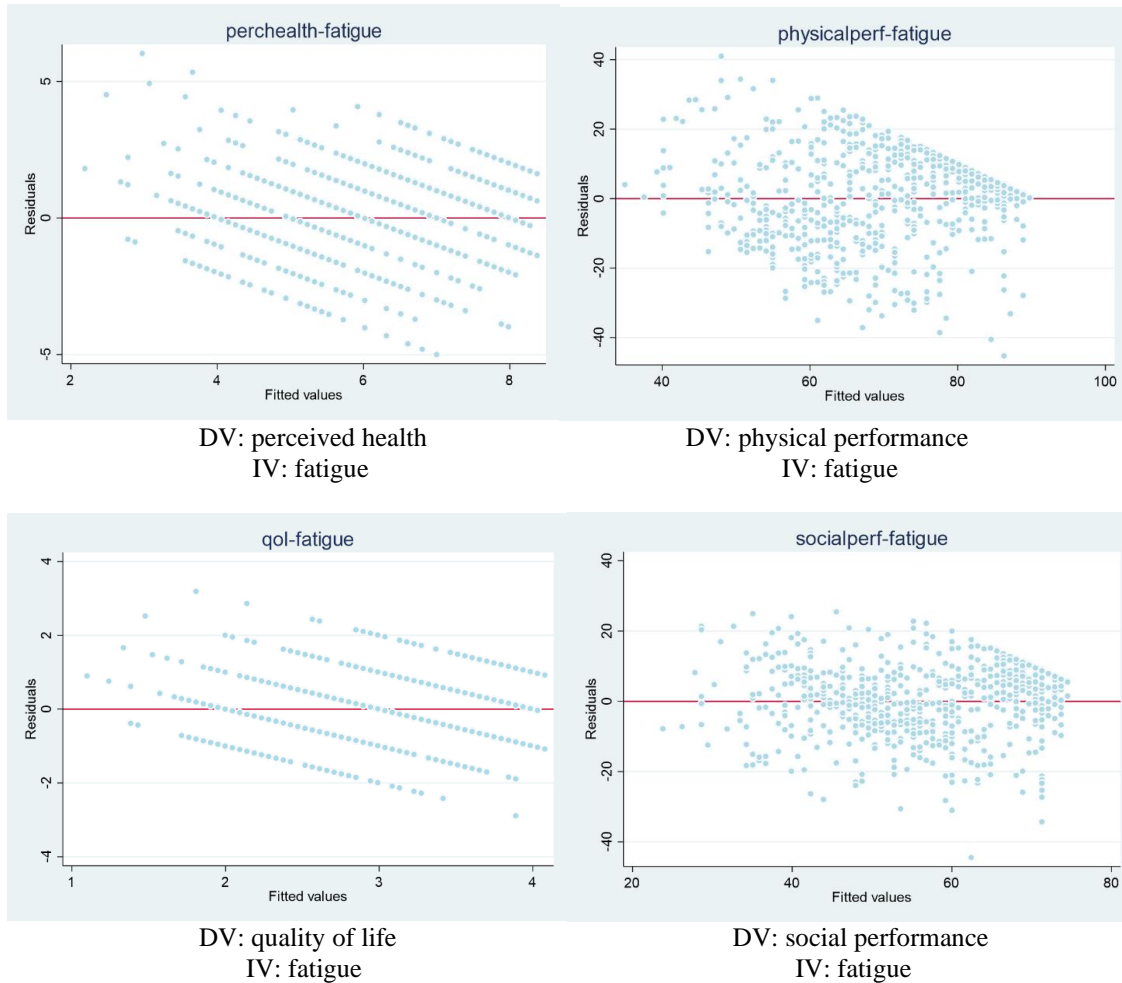 perchealth-fatigue
5
0
-5
Residuals
2
4
6
8
Fitted values
DV: perceived health
IV: fatigue
physicalperf-fatigue
40
20
0
-20
-40
Residuals
40
60
80
100
Fitted values
DV: physical performance
IV: fatigue
qol-fatigue
4
2
0
-2
-4
Residuals
1
2
3
4
Fitted values
DV: quality of life
IV: fatigue
socialperf-fatigue
40
20
0
-20
-40
Residuals
20
40
60
80
Fitted values
DV: social performance
IV: fatigue